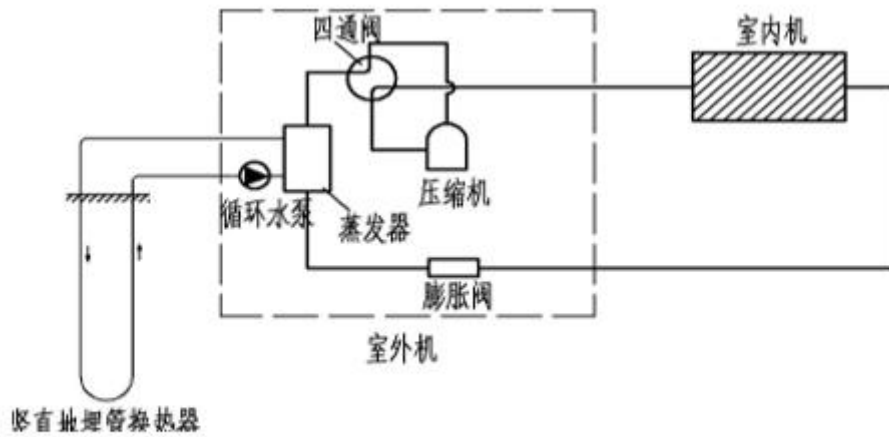 四通阀
室内机
压缩机
循环水泵
蒸发器
膨胀阀
室外机
竖直地埋管换热器